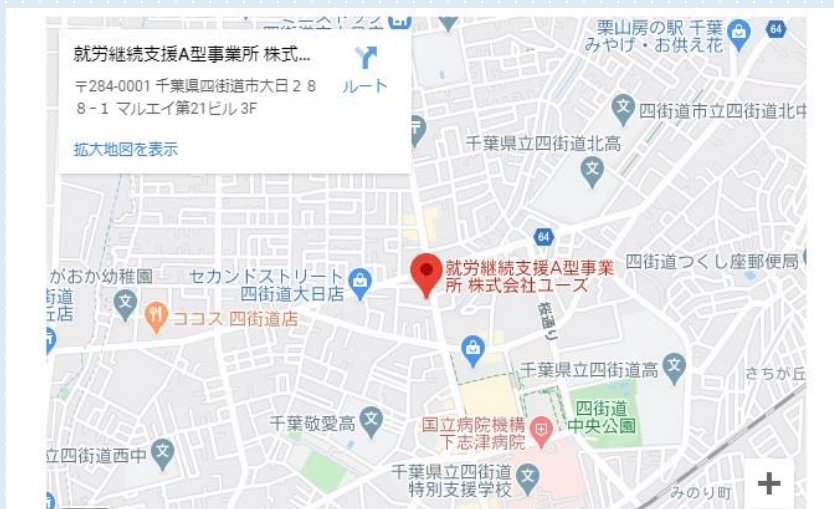 就労継続支援A型事業所 株式...
〒284-0001 千葉県四街道市大日２８
８−１ マルエイ第21ビル 3F
ルート
拡大地図を表示
栗山房の駅 千葉
みやげ・お供え花
64
四街道市立四街道北中
千葉県立四街道北高
64
就労継続支援A型事業
所 株式会社ユーズ
四街道つくし座郵便局
がおか幼稚園
セカンドストリート
四街道大日店
街道
丘店
ココス 四街道店
桜通り
千葉県立四街道高
さちが丘
四街道
中央公園
千葉敬愛高
国立病院機構
下志津病院
立四街道西中
千葉県立四街道
特別支援学校
みのり町
+